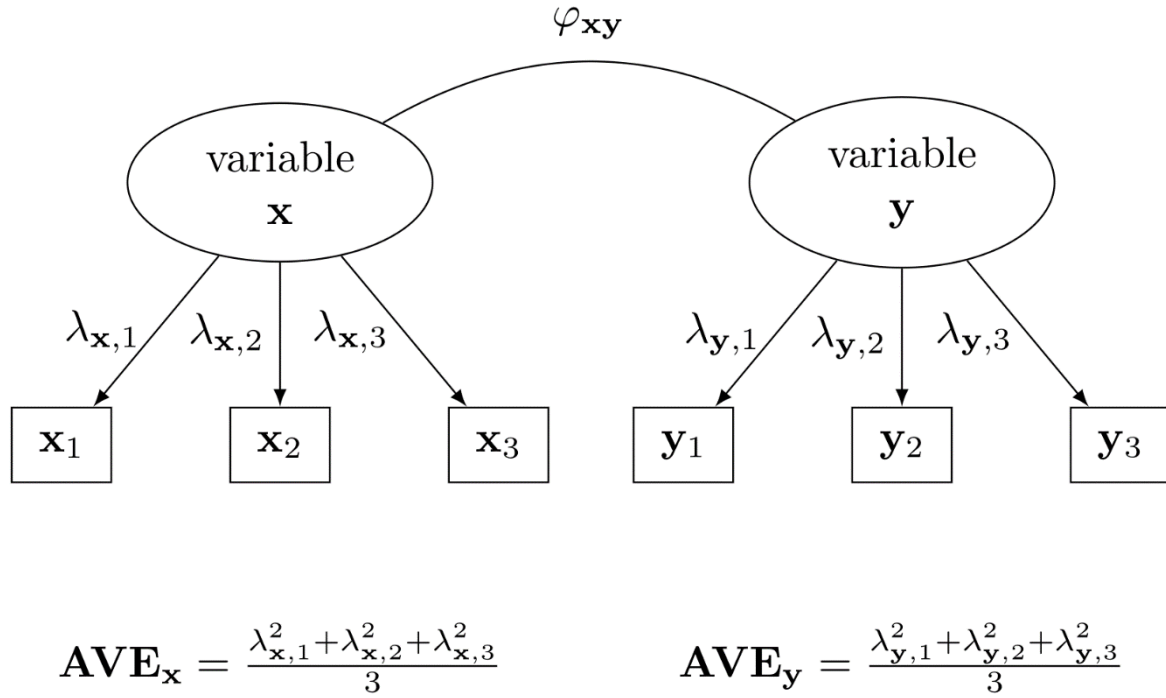 φxy
variable
x
variable
y
λx,1
λx,2
λx,3
λy,1
λy,2
λy,3
x1
x2
x3
y1
y2
y3
AVEx = (λ²x,1+λ²x,2+λ²x,3)/3
AVEy = (λ²y,1+λ²y,2+λ²y,3)/3